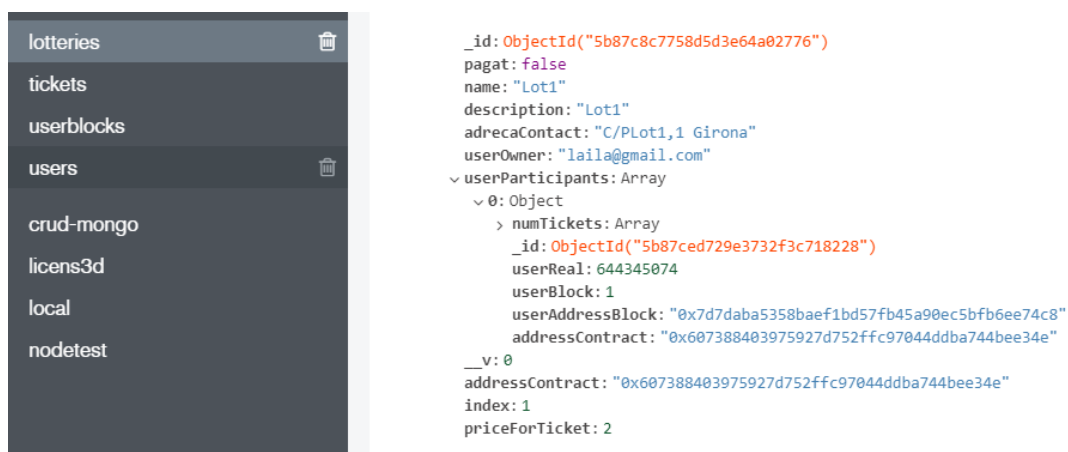 lotteries
tickets
userblocks
users
crud-mongo
licens3d
local
nodetest
_id: ObjectId("5b87c8c7758d5d3e64a02776")
pagat: false
name: "Lot1"
description: "Lot1"
adrecaContact: "C/PLot1,1 Girona"
userOwner: "laila@gmail.com"
userParticipants: Array
0: Object
numTickets: Array
_id: ObjectId("5b87ced729e3732f3c718228")
userReal: 644345074
userBlock: 1
userAddressBlock: "0x7d7daba5358baef1bd57fb45a90ec5bfb6ee74c8"
addressContract: "0x607388403975927d752ffc97044ddba744bee34e"
__v: 0
addressContract: "0x607388403975927d752ffc97044ddba744bee34e"
index: 1
priceForTicket: 2